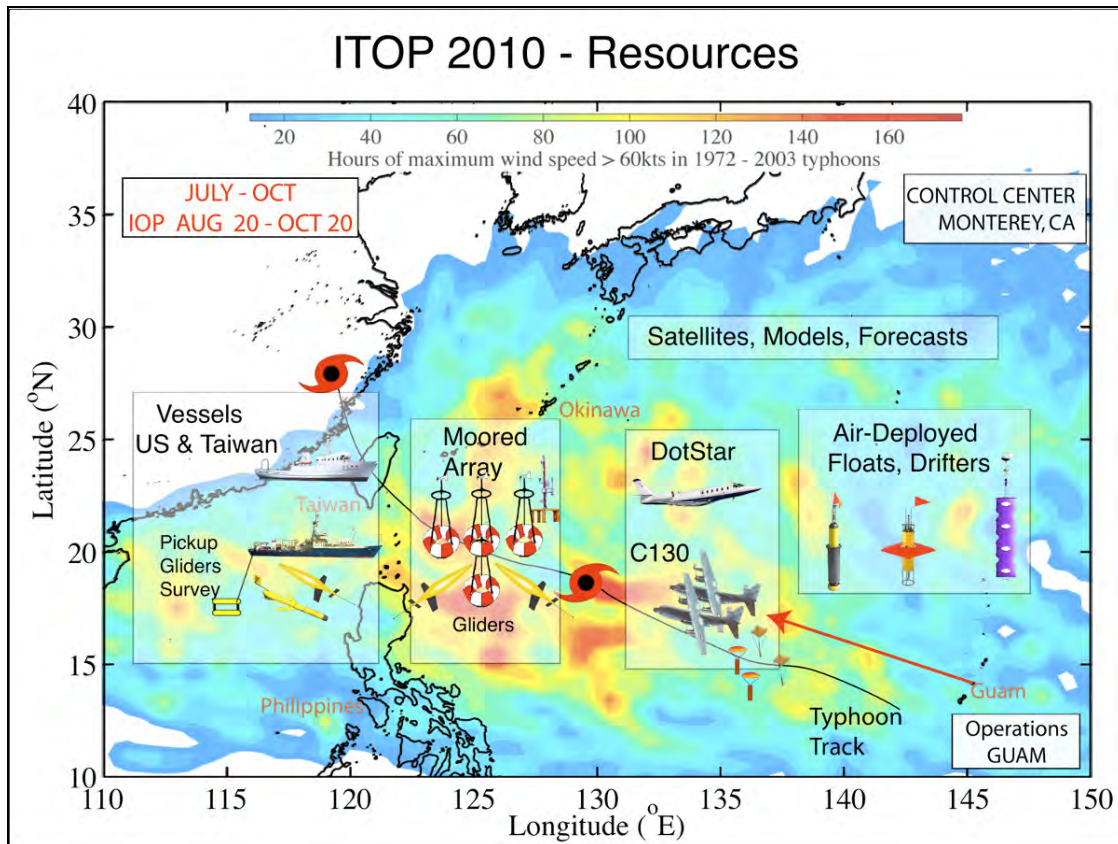 ITOP 2010 - Resources
40
35
30
25
20
15
10
Latitude (°N)
20 40 60 80 100 120 140 160
Hours of maximum wind speed > 60kts in 1972 - 2003 typhoons
JULY - OCT
IOP AUG 20 - OCT 20
CONTROL CENTER
MONTEREY, CA
Satellites, Models, Forecasts
Vessels
US & Taiwan
Taiwan
Pickup
Gliders
Survey
Moored
Array
Gliders
Okinawa
DotStar
C130
Air-Deployed
Floats, Drifters
Philippines
Typhoon
Track
Guam
Operations
GUAM
110 115 120 125 130 135 140 145 150
Longitude (°E)